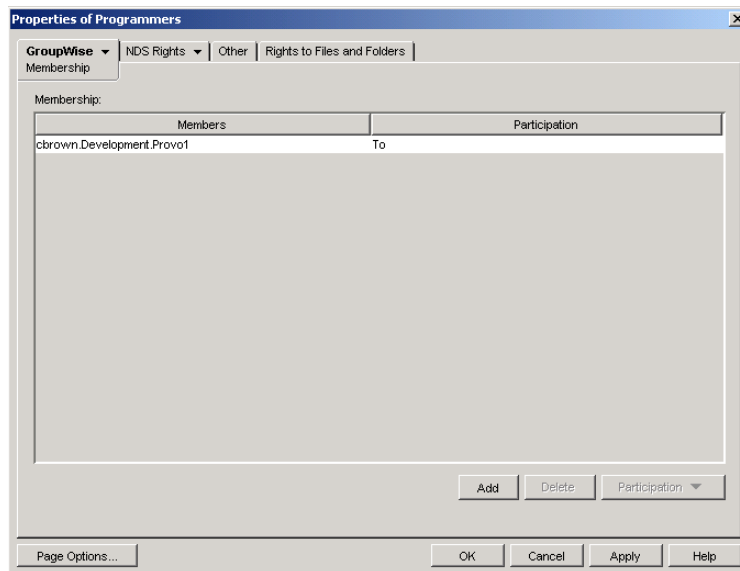 Properties of Programmers
GroupWise NDS Rights Other Rights to Files and Folders
Membership
Membership:
Members Participation
cbrown.Development.Provo1 To
Add Delete Participation
Page Options... OK Cancel Apply Help